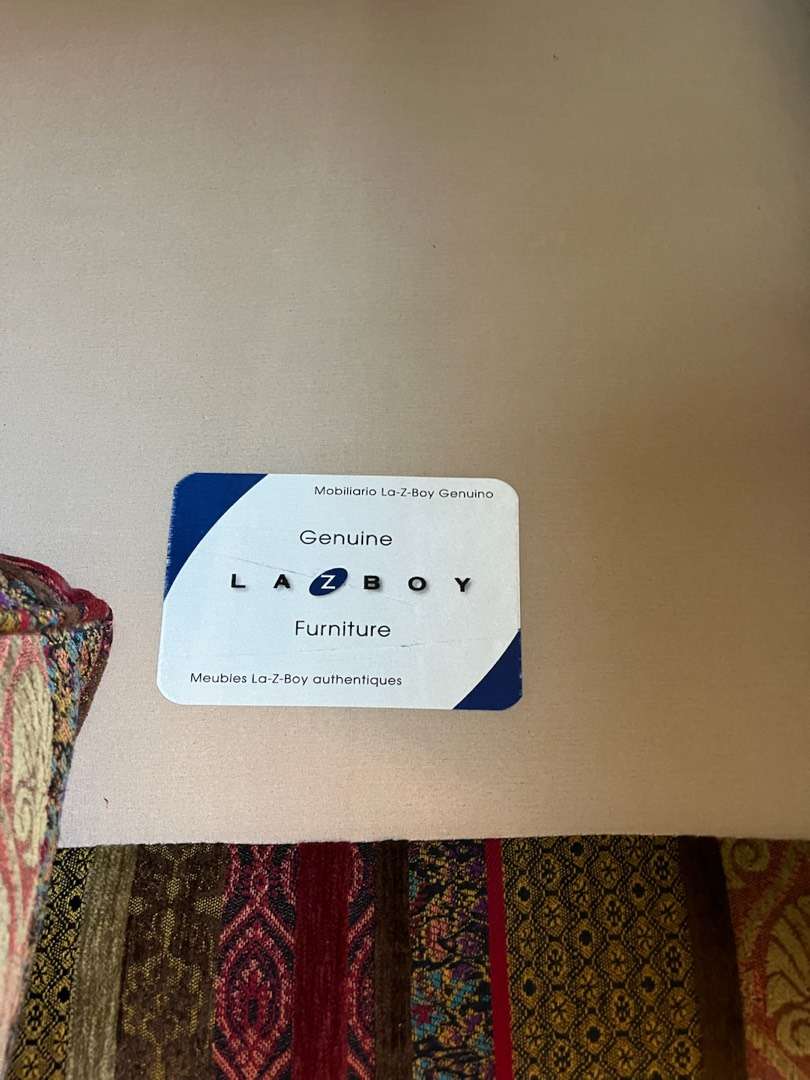 Mobiliario La-Z-Boy Genuino
Genuine
LAZBOY
Furniture
Meubles La-Z-Boy authentiques